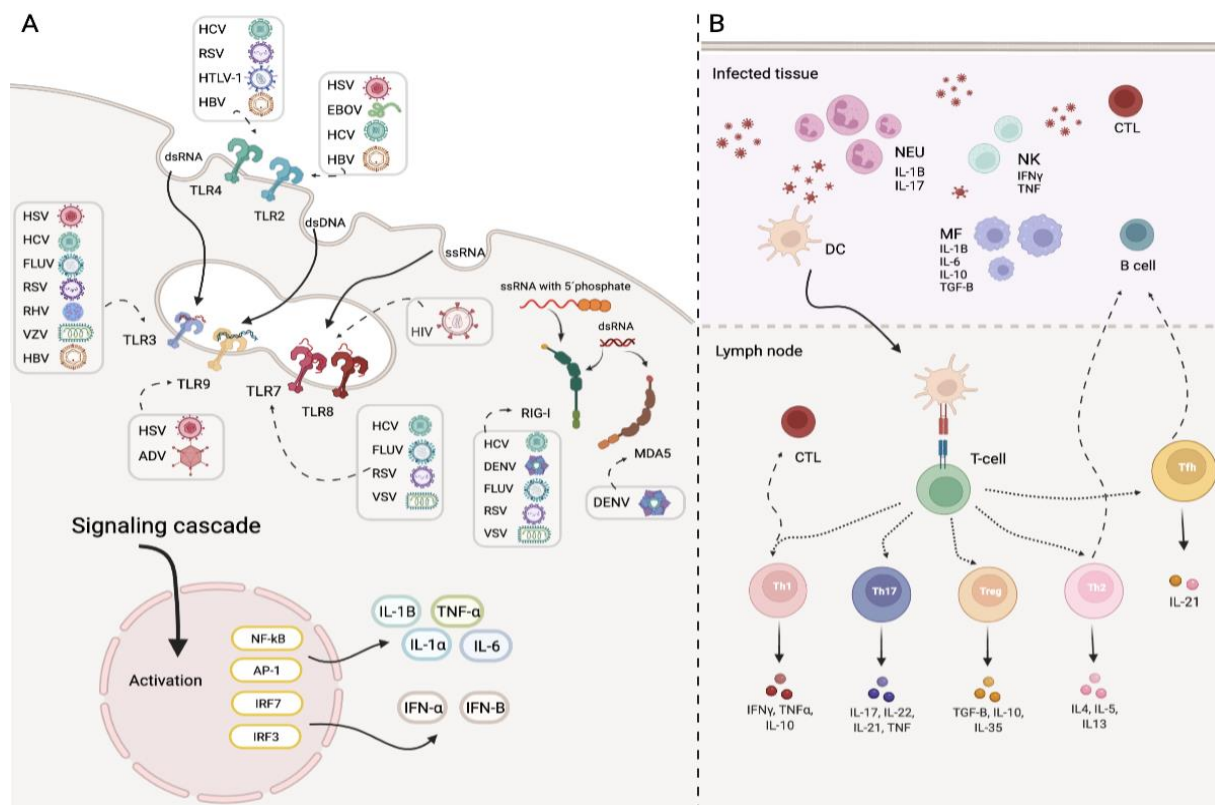 A
HCV
RSV
HTLV-1
HBV
HSV
EBOV
HCV
HBV
dsRNA
TLR4
TLR2
dsDNA
ssRNA
HSV
HCV
FLUV
RSV
RHV
VZV
HBV
TLR3
TLR9
TLR7
TLR8
HIV
ssRNA with 5´phosphate
dsRNA
HSV
ADV
HCV
FLUV
RSV
VSV
RIG-I
HCV
DENV
FLUV
RSV
VSV
MDA5
DENV
Signaling cascade
Activation
NF-kB
AP-1
IRF7
IRF3
IL-1B
TNF-α
IL-1α
IL-6
IFN-α
IFN-B
B
Infected tissue
NEU
IL-1B
IL-17
NK
IFNγ
TNF
CTL
DC
MF
IL-1B
IL-6
IL-10
TGF-B
B cell
Lymph node
CTL
T-cell
Tfh
IL-21
Th1
Th17
Treg
Th2
IFNγ, TNFα,
IL-10
IL-17, IL-22,
IL-21, TNF
TGF-B, IL-10,
IL-35
IL4, IL-5,
IL13